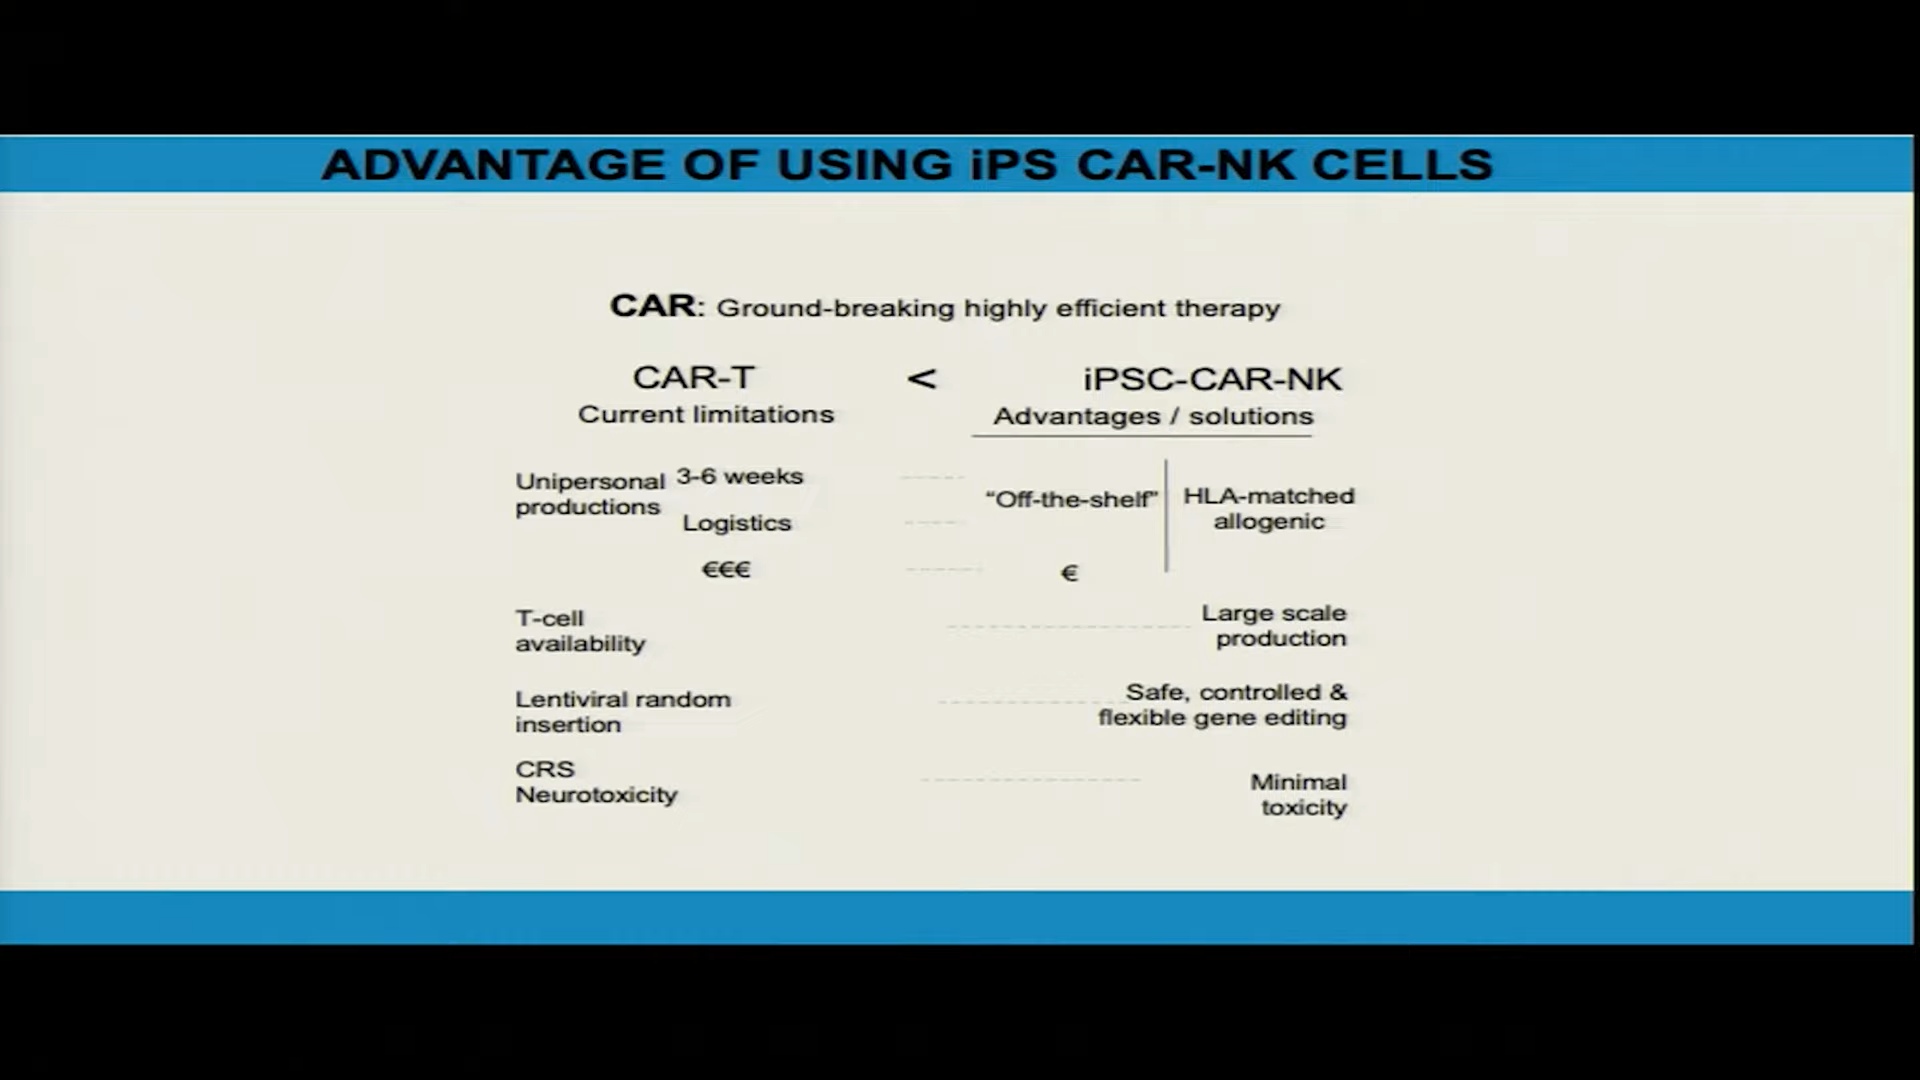 ADVANTAGE OF USING iPS CAR-NK CELLS
CAR: Ground-breaking highly efficient therapy
CAR-T < iPSC-CAR-NK
Current limitations Advantages / solutions
Unipersonal
productions
3-6 weeks
Logistics
€€€
“Off-the-shelf”
€
HLA-matched
allogenic
T-cell
availability
Large scale
production
Lentiviral random
insertion
Safe, controlled &
flexible gene editing
CRS
Neurotoxicity
Minimal
toxicity